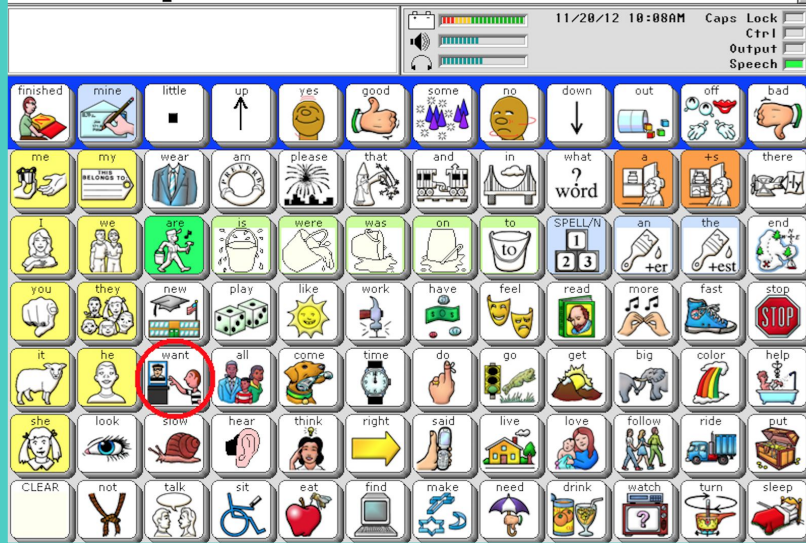 11/20/12 10:08AM Caps Lock
Ctrl
Output
Speech
finished mine little up yes good some no down out off bad
me my wear am please that and in what a +s there
THIS BELONGS TO PREVERB ? word
I we are is were was on to SPELL/N an the end
to 1 2 3 +er +est
you they new play like work have feel read more fast stop
STOP
it he want all come time do go get big color help
she look slow hear think right said live love follow ride put
CLEAR not talk sit eat find make need drink watch turn sleep
?